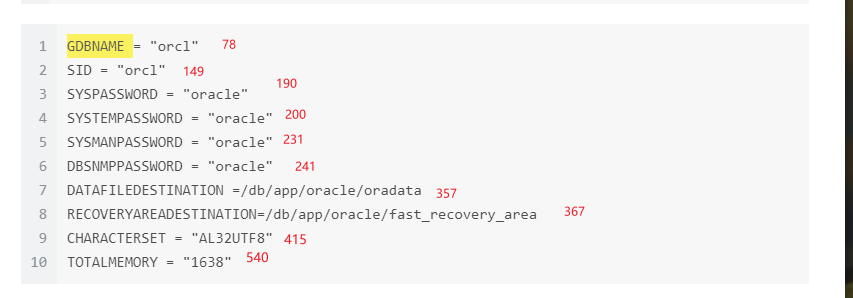 1 GDBNAME = "orcl" 78
2 SID = "orcl" 149
3 SYSPASSWORD = "oracle" 190
4 SYSTEMPASSWORD = "oracle" 200
5 SYSMANPASSWORD = "oracle" 231
6 DBSNMPPASSWORD = "oracle" 241
7 DATAFILEDESTINATION =/db/app/oracle/oradata 357
8 RECOVERYAREADESTINATION=/db/app/oracle/fast_recovery_area 367
9 CHARACTERSET = "AL32UTF8" 415
10 TOTALMEMORY = "1638" 540